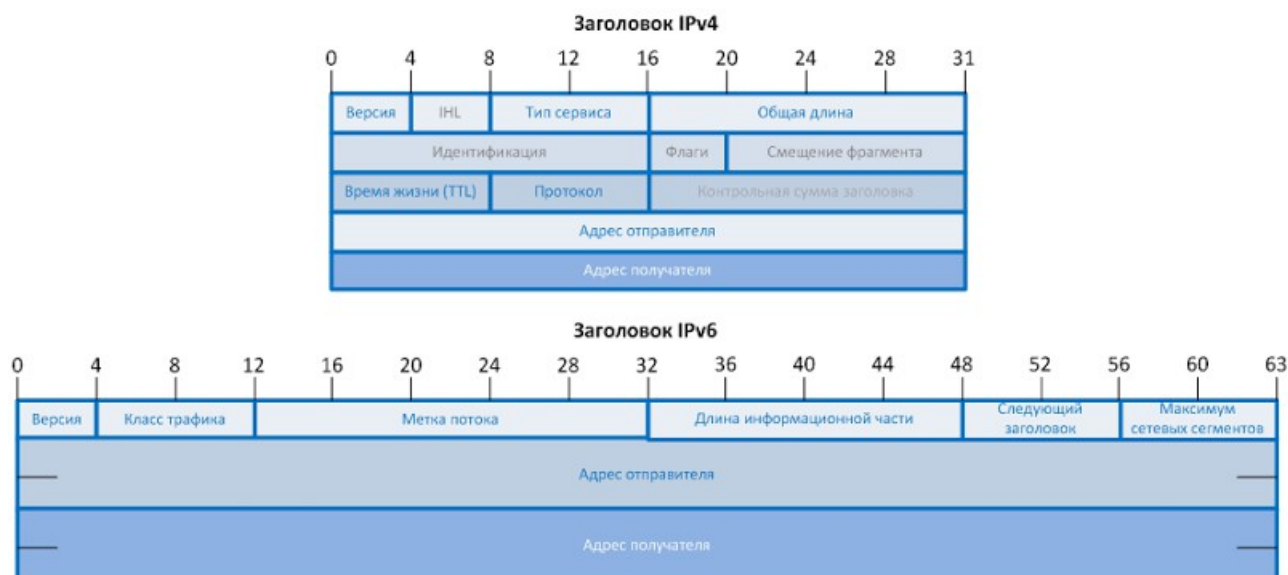 Заголовок IPv4
0 4 8 12 16 20 24 28 31
Версия IHL Тип сервиса Общая длина
Идентификация Флаги Смещение фрагмента
Время жизни (TTL) Протокол Контрольная сумма заголовка
Адрес отправителя
Адрес получателя
Заголовок IPv6
0 4 8 12 16 20 24 28 32 36 40 44 48 52 56 60 63
Версия Класс трафика Метка потока Длина информационной части Следующий заголовок Максимум сетевых сегментов
Адрес отправителя
Адрес получателя